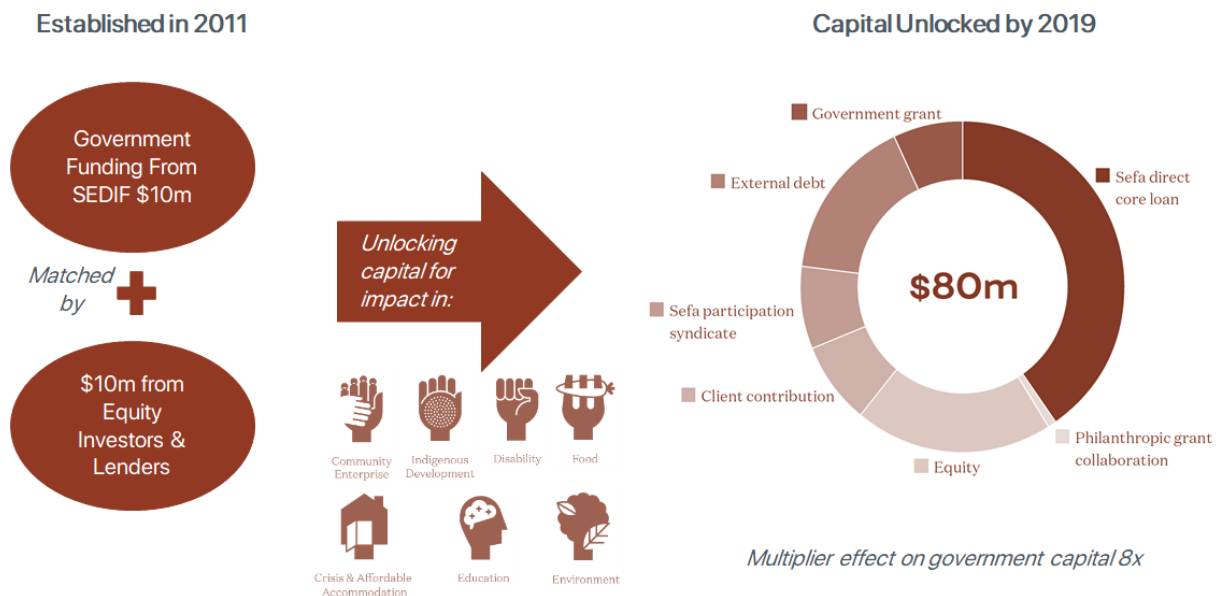 Established in 2011
Government
Funding From
SEDIF $10m
Matched
by
$10m from
Equity
Investors &
Lenders
Unlocking
capital for
impact in:
Community
Enterprise
Indigenous
Development
Disability
Food
Crisis & Affordable
Accommodation
Education
Environment
Capital Unlocked by 2019
Government grant
External debt
Sefa participation
syndicate
Client contribution
Equity
Philanthropic grant
collaboration
Sefa direct
core loan
$80m
Multiplier effect on government capital 8x